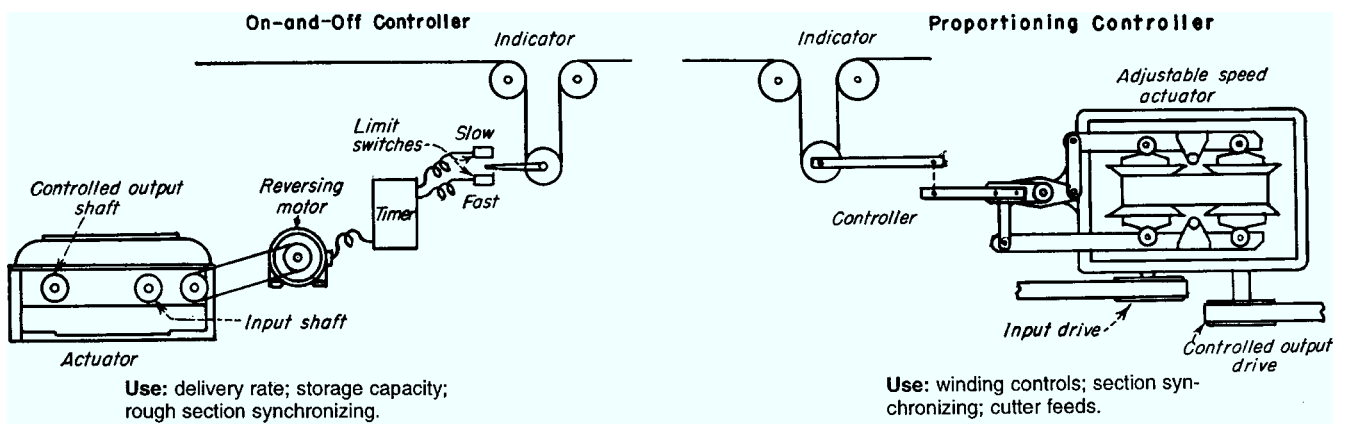 On-and-Off Controller
Indicator
Limit
switches
Slow
Fast
Timer
Reversing
motor
Controlled output
shaft
Input shaft
Actuator
Use: delivery rate; storage capacity;
rough section synchronizing.
Proportioning Controller
Indicator
Adjustable speed
actuator
Controller
Input drive
Controlled output
drive
Use: winding controls; section syn-
chronizing; cutter feeds.